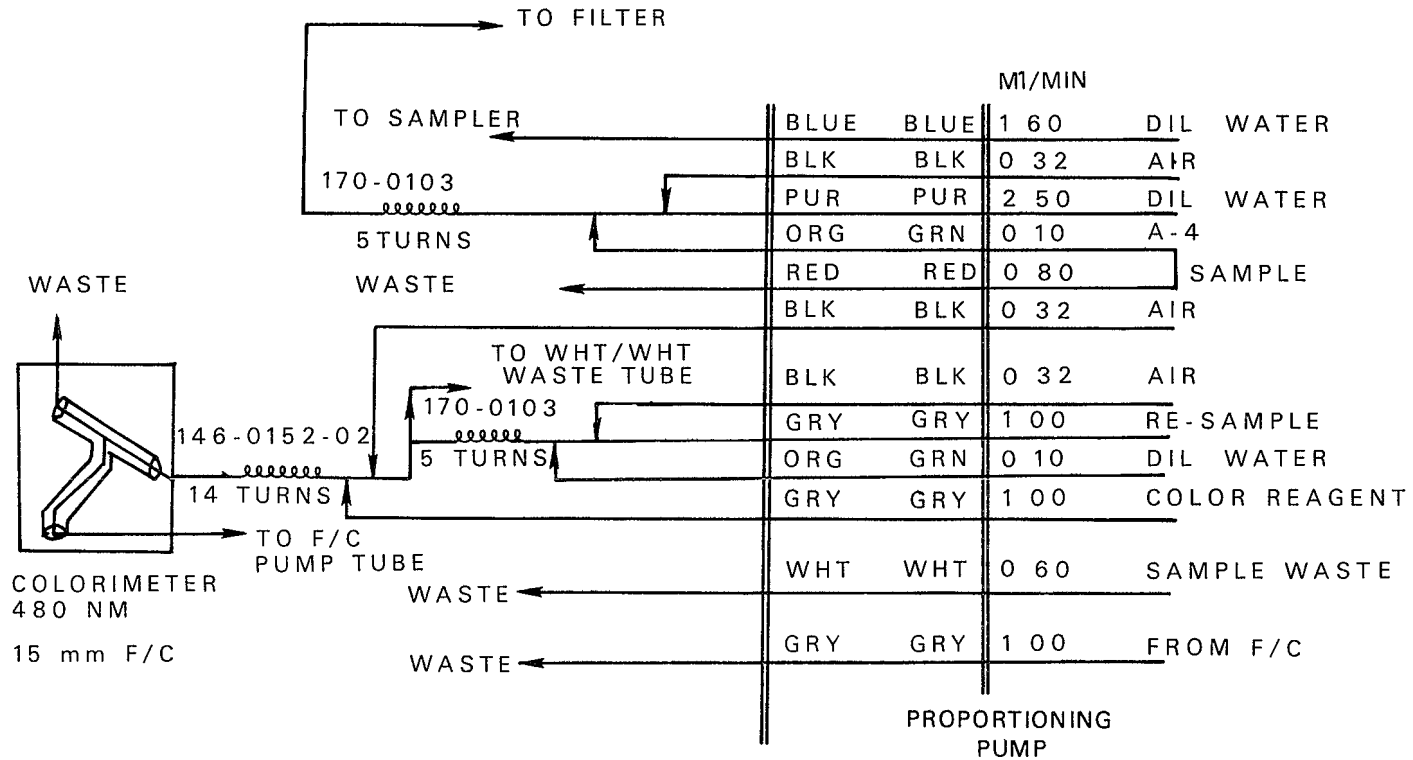 TO FILTER
M1/MIN
TO SAMPLER
BLUE BLUE 1 60 DIL WATER
BLK BLK 0 32 AIR
170-0103
PUR PUR 2 50 DIL WATER
5 TURNS
ORG GRN 0 10 A-4
RED RED 0 80 SAMPLE
WASTE
WASTE
BLK BLK 0 32 AIR
TO WHT/WHT
WASTE TUBE
BLK BLK 0 32 AIR
170-0103
GRY GRY 1 00 RE-SAMPLE
146-0152-02
5 TURNS
ORG GRN 0 10 DIL WATER
14 TURNS
GRY GRY 1 00 COLOR REAGENT
TO F/C
PUMP TUBE
COLORIMETER
480 NM
15 mm F/C
WHT WHT 0 60 SAMPLE WASTE
WASTE
GRY GRY 1 00 FROM F/C
WASTE
PROPORTIONING
PUMP